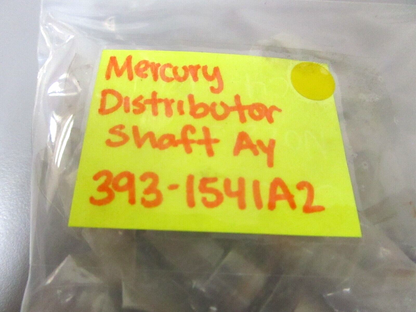 Mercury
Distributor
Shaft Ay
393-1541A2